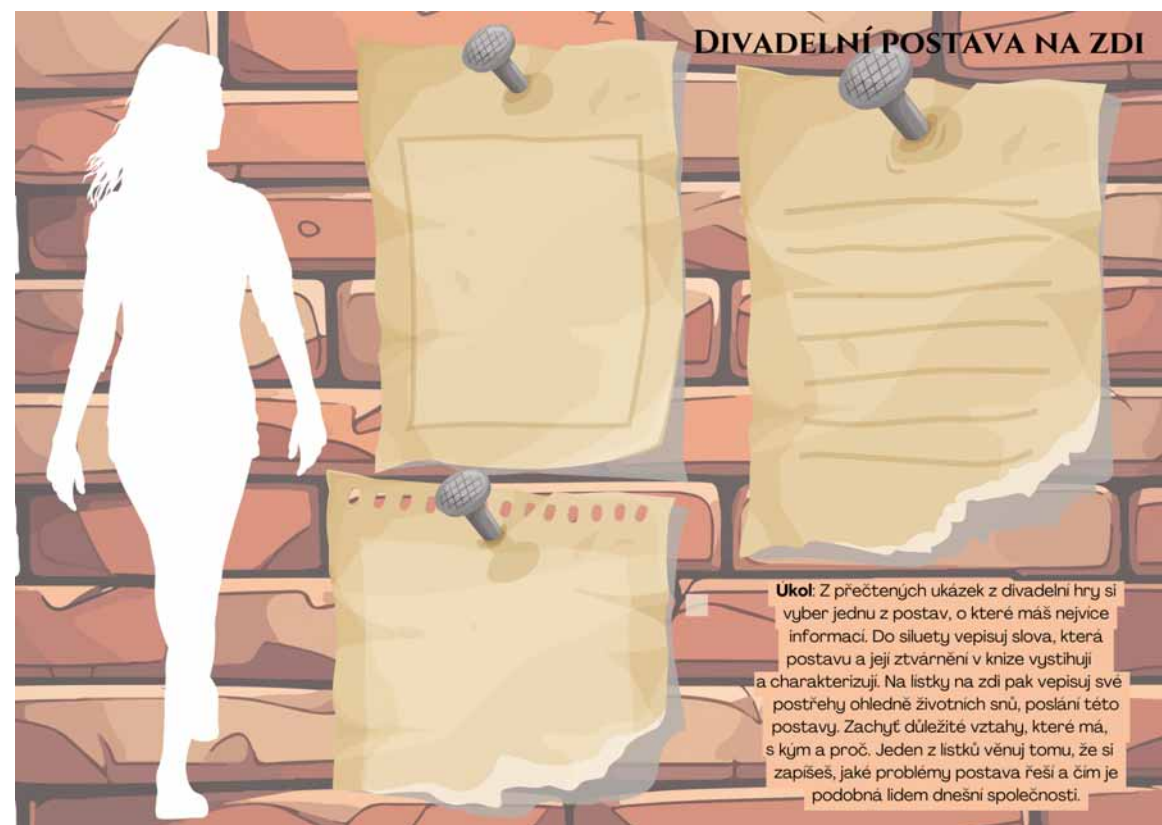 DIVADELNÍ POSTAVA NA ZDI
Úkol: Z přečtených ukázek z divadelní hry si
vyber jednu z postav, o které máš nejvíce
informací. Do siluety vepisuj slova, která
postavu a její ztvárnění v knize vystihují
a charakterizují. Na lístky na zdi pak vepisuj své
postřehy ohledně životních snů, poslání této
postavy. Zachyť důležité vztahy, které má,
s kým a proč. Jeden z lístků věnuj tomu, že si
zapíšeš, jaké problémy postava řeší a čím je
podobná lidem dnešní společnosti.